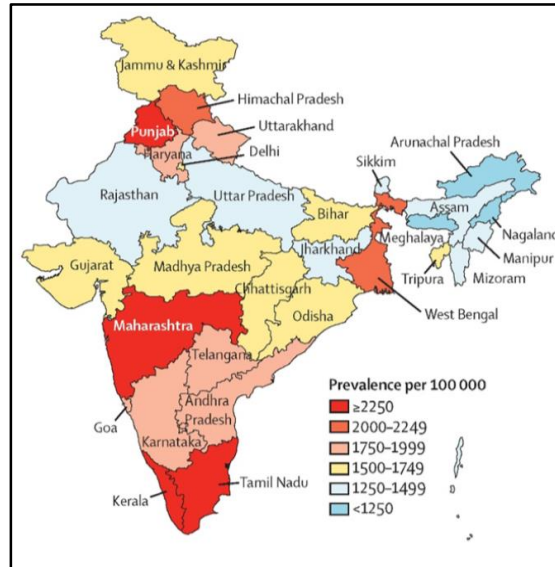 Jammu & Kashmir
Himachal Pradesh
Punjab
Uttarakhand
Haryana
Delhi
Arunachal Pradesh
Sikkim
Rajasthan
Uttar Pradesh
Assam
Bihar
Nagaland
Meghalaya
Jharkhand
Manipur
Gujarat
Madhya Pradesh
Tripura
Mizoram
Chhattisgarh
Odisha
West Bengal
Maharashtra
Telangana
Prevalence per 100 000
≥2250
2000–2249
1750–1999
1500–1749
1250–1499
<1250
Andhra
Pradesh
Goa
Karnataka
Kerala
Tamil Nadu